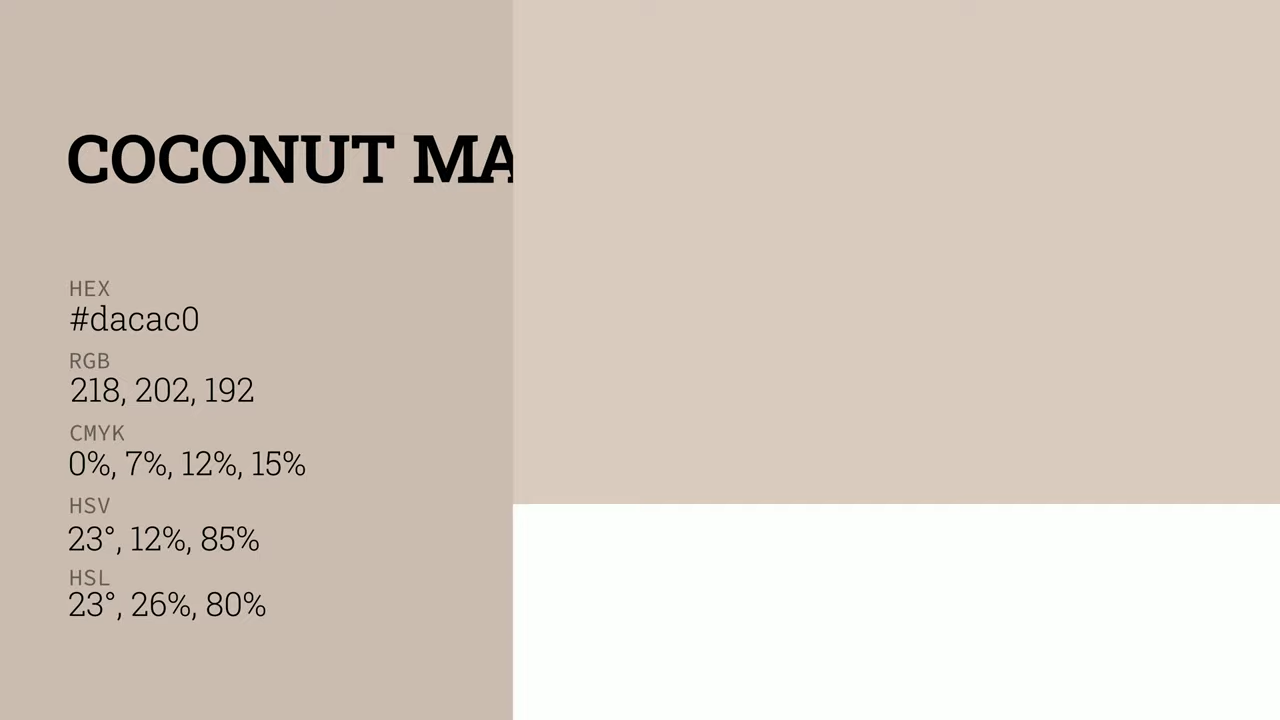 COCONUT MA
HEX
#dacac0
RGB
218, 202, 192
CMYK
0%, 7%, 12%, 15%
HSV
23°, 12%, 85%
HSL
23°, 26%, 80%